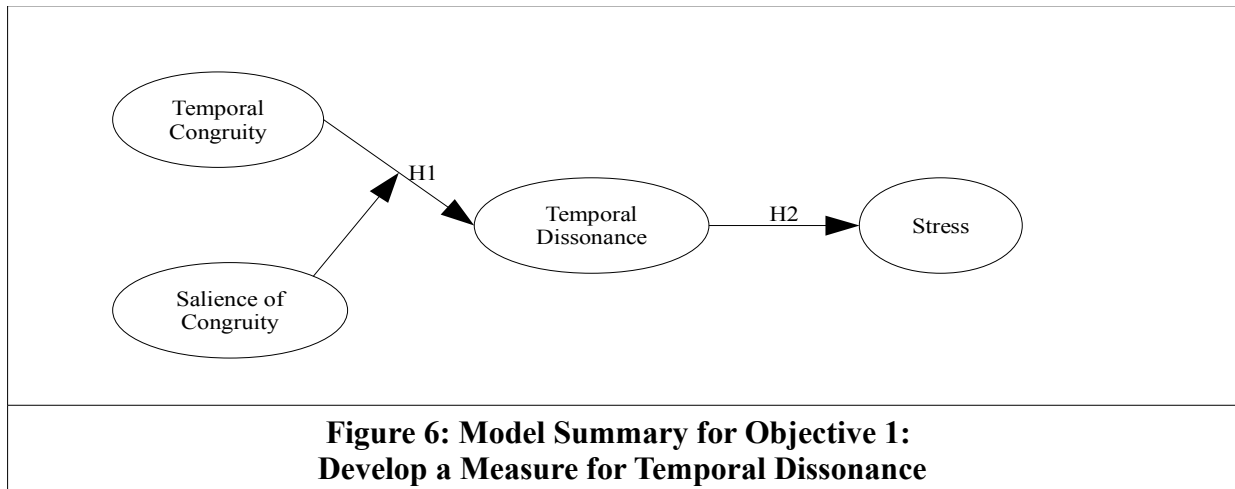 Temporal
Congruity
H1
Temporal
Dissonance
H2
Stress
Salience of
Congruity
Figure 6: Model Summary for Objective 1:
Develop a Measure for Temporal Dissonance